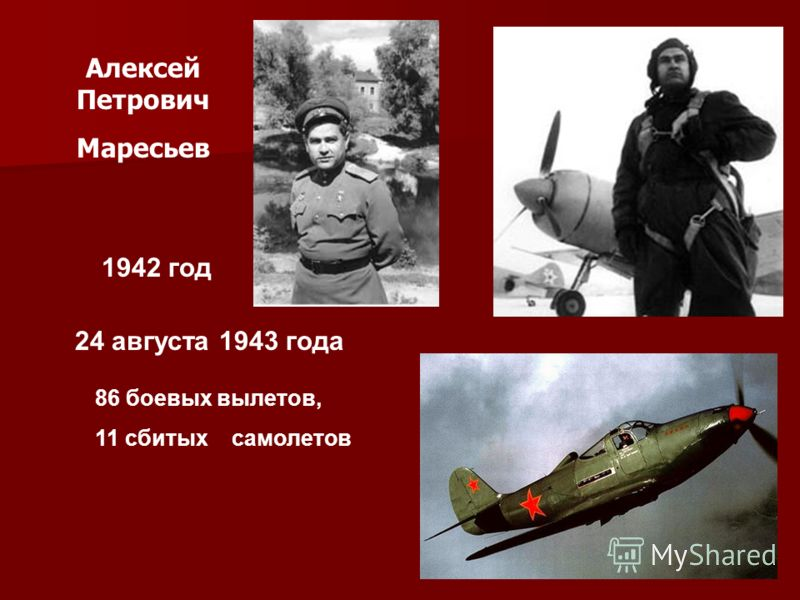 Алексей
Петрович
Маресьев
1942 год
24 августа 1943 года
86 боевых вылетов,
11 сбитых самолетов
MyShared